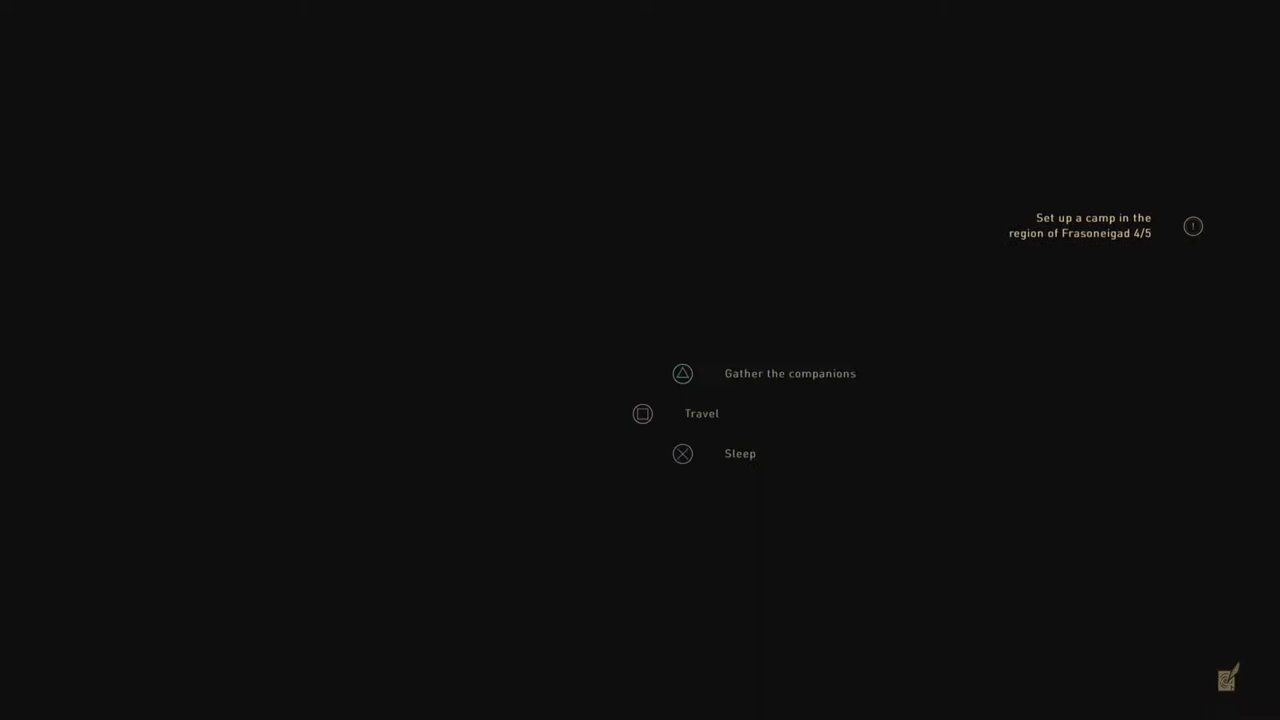 Set up a camp in the
region of Frasoneigad 4/5
!
Gather the companions
Travel
Sleep